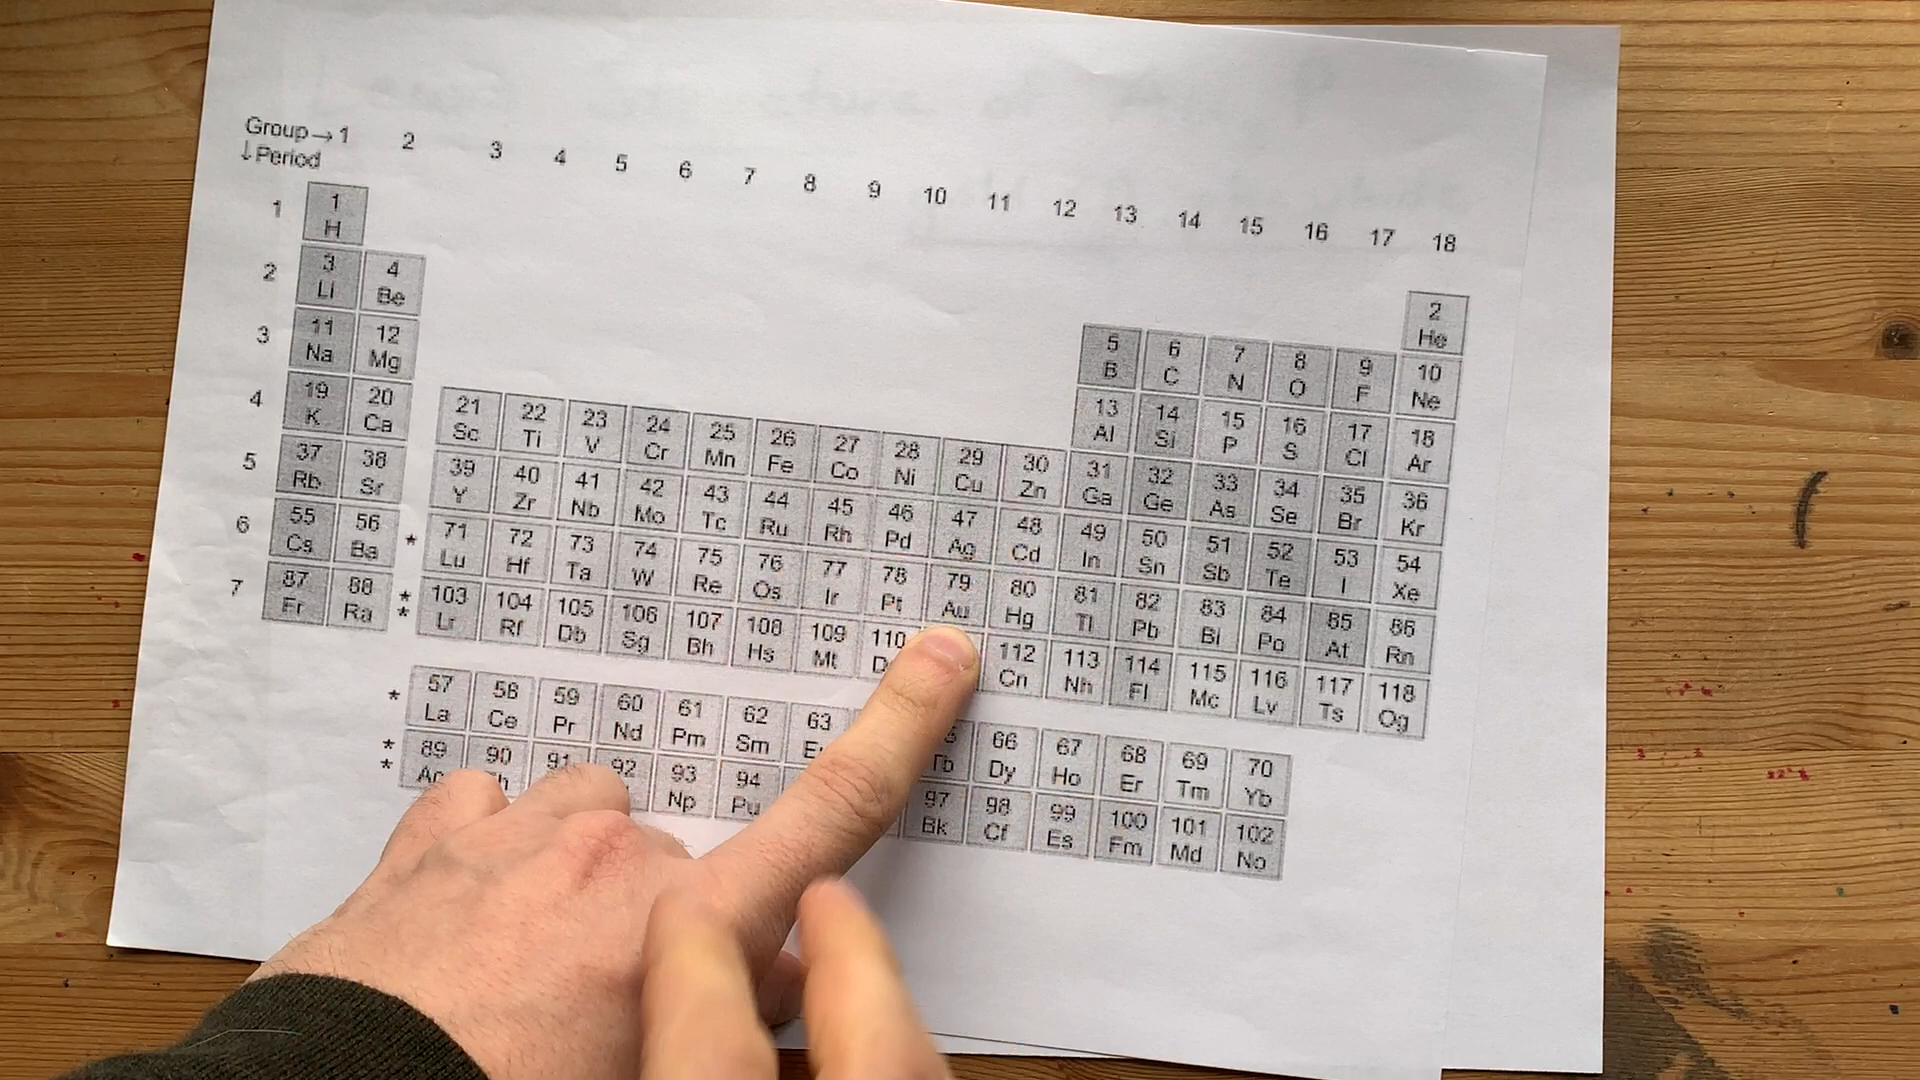 Group→ 1 2 3 4 5 6 7 8 9 10 11 12 13 14 15 16 17 18
↓Period
1 1 2
H He
2 3 4 5 6 7 8 9 10
Li Be B C N O F Ne
3 11 12 13 14 15 16 17 18
Na Mg Al Si P S Cl Ar
4 19 20 21 22 23 24 25 26 27 28 29 30 31 32 33 34 35 36
K Ca Sc Ti V Cr Mn Fe Co Ni Cu Zn Ga Ge As Se Br Kr
5 37 38 39 40 41 42 43 44 45 46 47 48 49 50 51 52 53 54
Rb Sr Y Zr Nb Mo Tc Ru Rh Pd Ag Cd In Sn Sb Te I Xe
6 55 56 * 71 72 73 74 75 76 77 78 79 80 81 82 83 84 85 86
Cs Ba Lu Hf Ta W Re Os Ir Pt Au Hg Tl Pb Bi Po At Rn
7 87 88 * * 103 104 105 106 107 108 109 110 112 113 114 115 116 117 118
Fr Ra Lr Rf Db Sg Bh Hs Mt Cn Nh Fl Mc Lv Ts Og
* 57 58 59 60 61 62 63 66 67 68 69 70
La Ce Pr Nd Pm Sm Tb Dy Ho Er Tm Yb
* * 89 90 91 92 93 94 97 98 99 100 101 102
Ac Np Pu Bk Cf Es Fm Md No